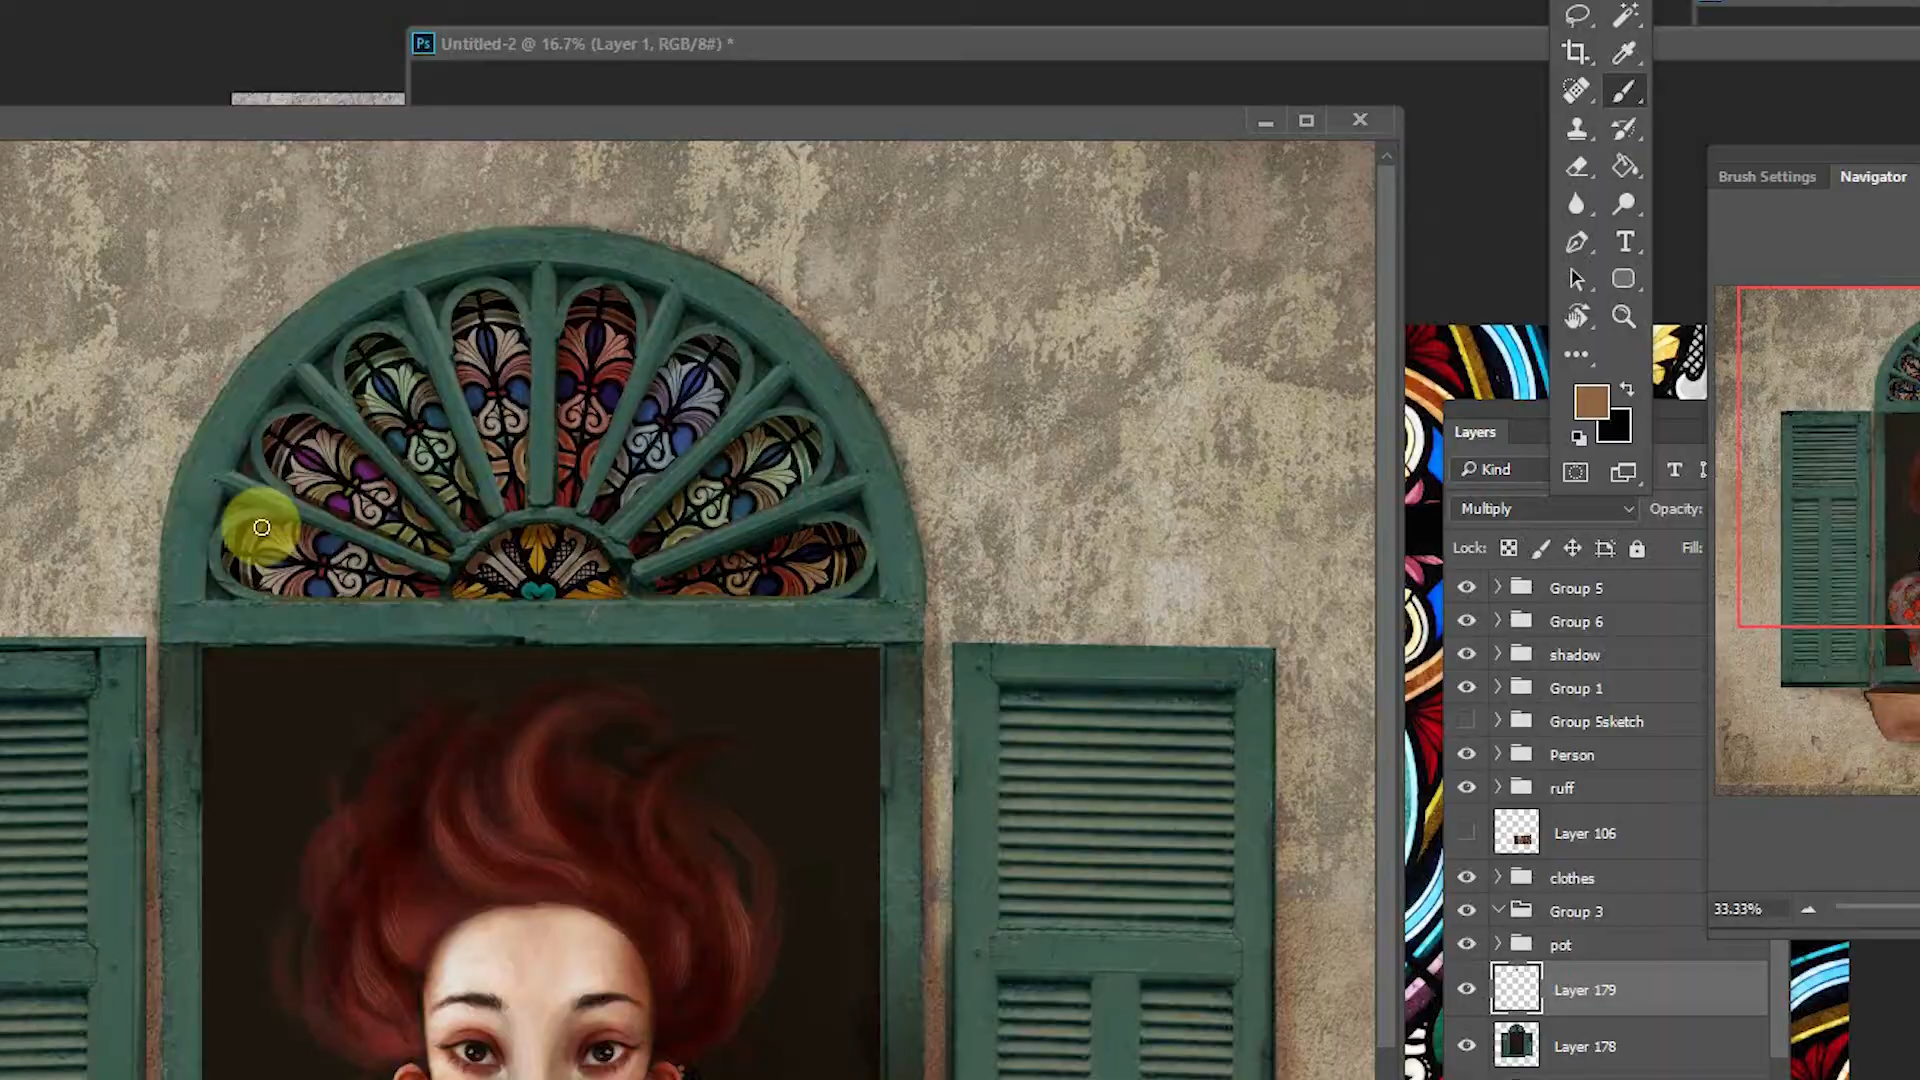 Ps Untitled-2 @ 16.7% (Layer 1, RGB/8#) *
Brush Settings Navigator
T
Layers
Kind T
Multiply Opacity:
Lock: Fill:
Group 5
Group 6
shadow
Group 1
Group 5sketch
Person
ruff
Layer 106
clothes
Group 3
33.33%
pot
Layer 179
Layer 178